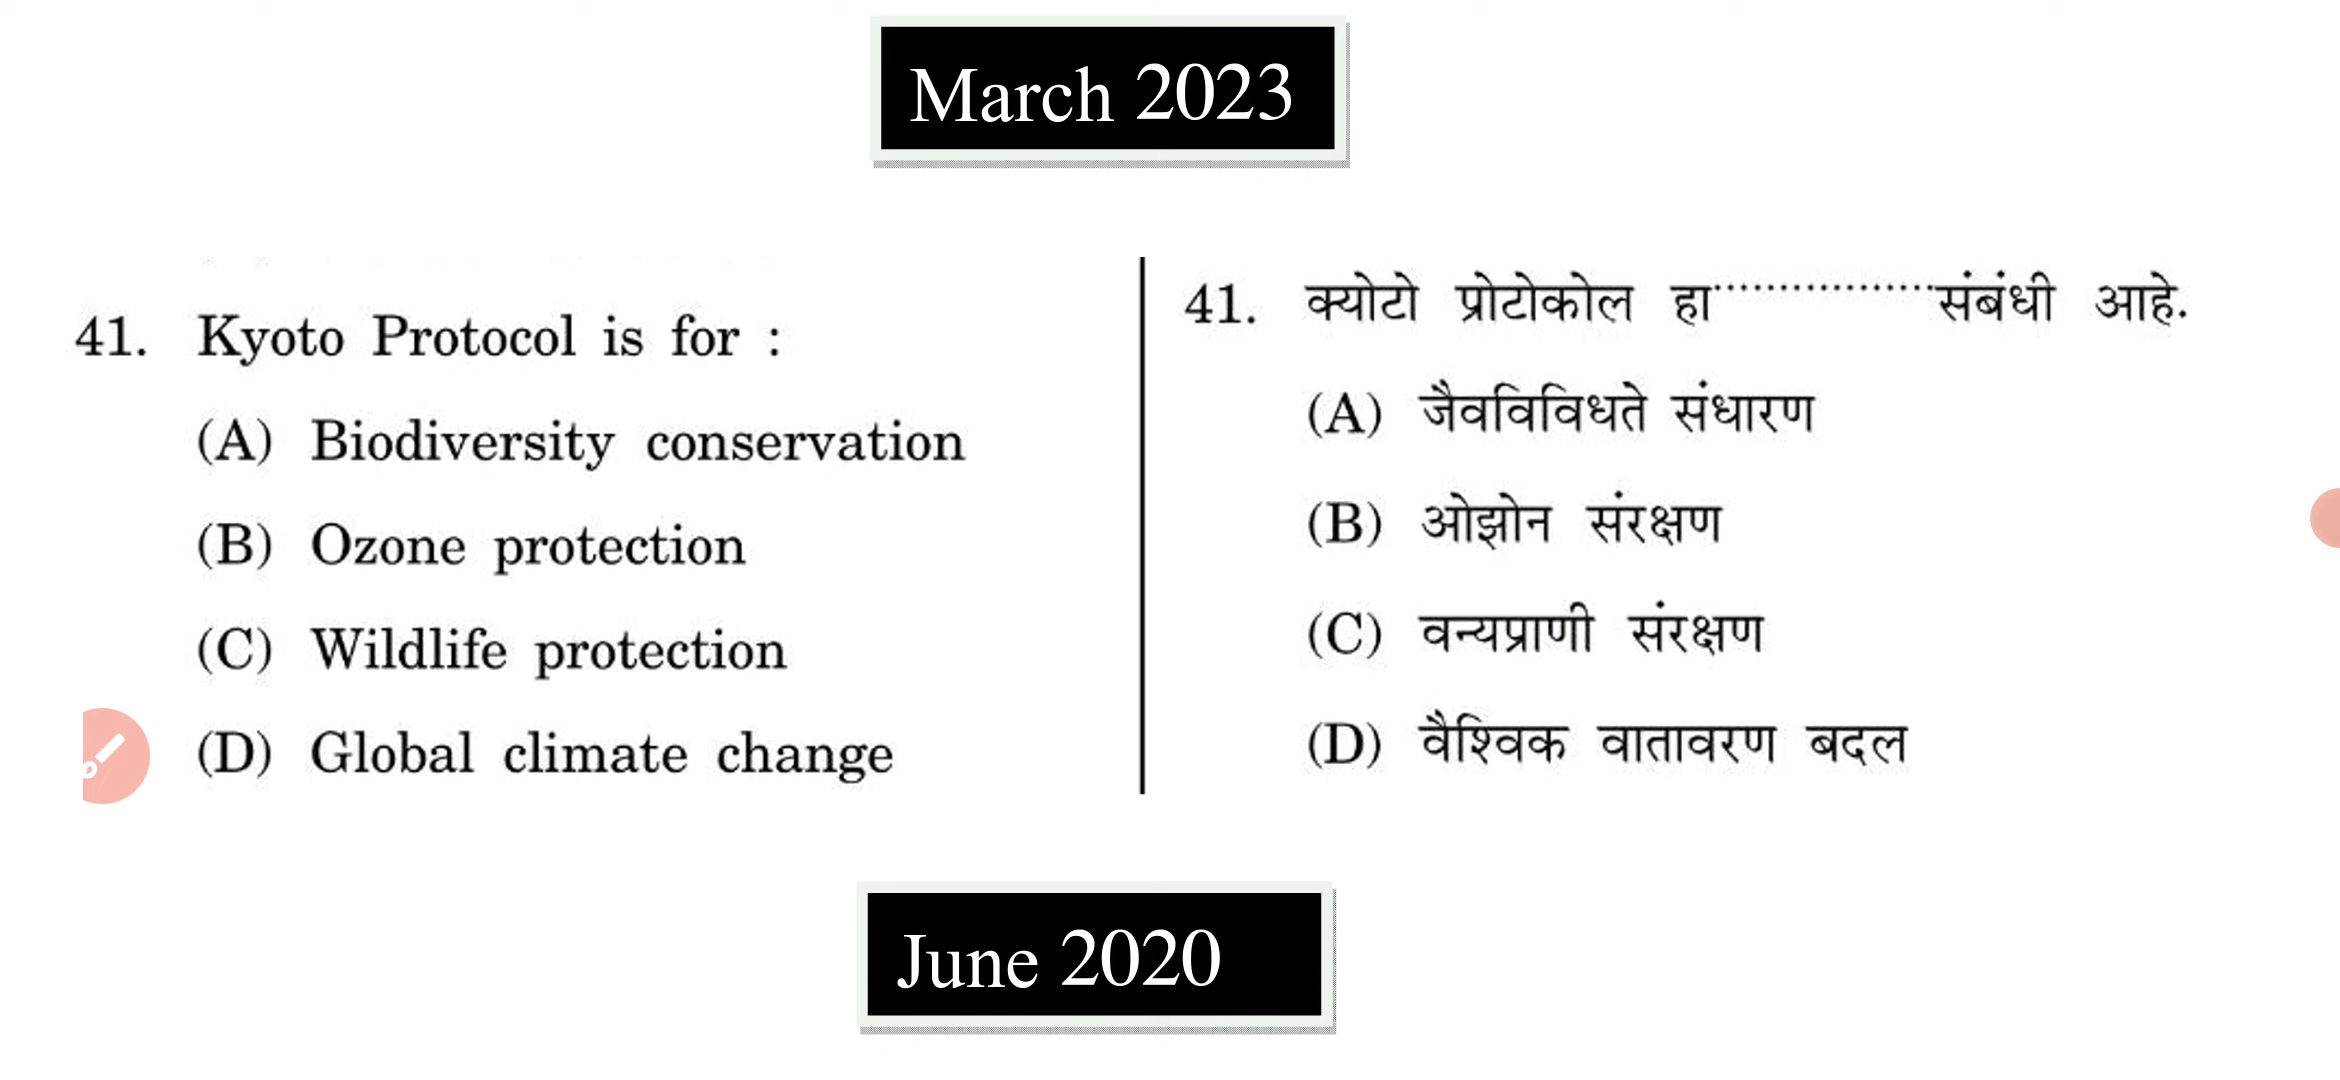 March 2023
41. Kyoto Protocol is for :
(A) Biodiversity conservation
(B) Ozone protection
(C) Wildlife protection
(D) Global climate change
41. क्योटो प्रोटोकोल हा.................संबंधी आहे.
(A) जैवविविधते संधारण
(B) ओझोन संरक्षण
(C) वन्यप्राणी संरक्षण
(D) वैश्विक वातावरण बदल
June 2020